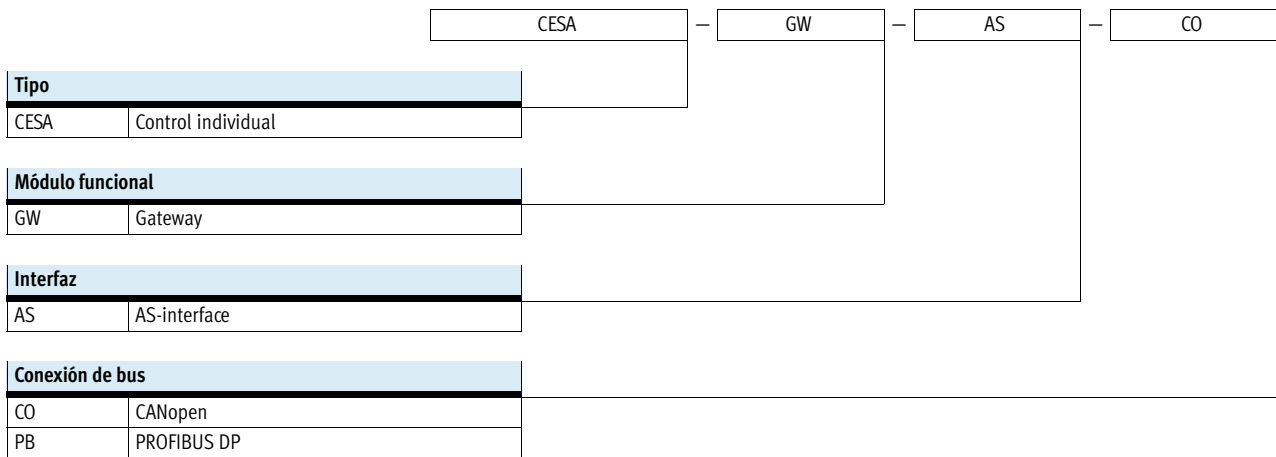 CESA — GW — AS — CO
Tipo
CESA Control individual
Módulo funcional
GW Gateway
Interfaz
AS AS-interface
Conexión de bus
CO CANopen
PB PROFIBUS DP